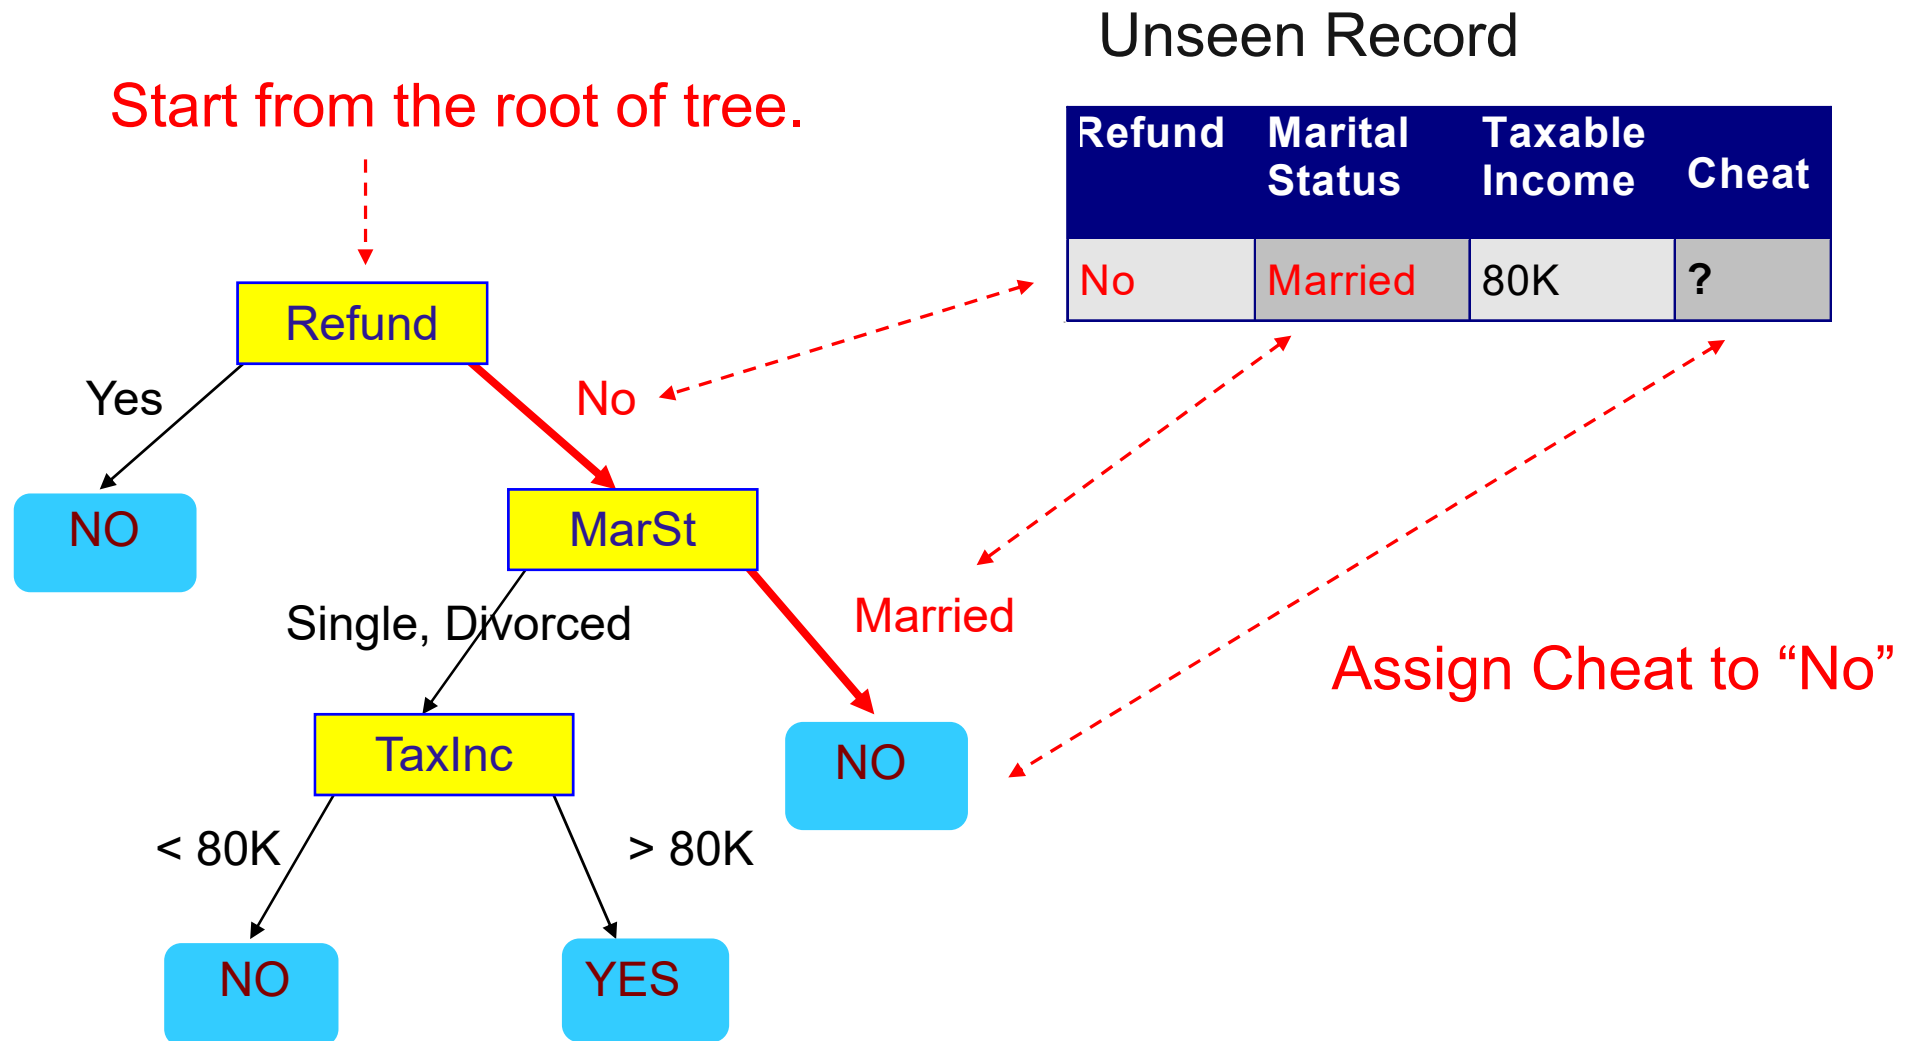 Unseen Record
Start from the root of tree.
Refund Marital Status Taxable Income Cheat
No Married 80K ?
Refund
Yes
No
NO
MarSt
Single, Divorced
Married
Assign Cheat to “No”
TaxInc
NO
< 80K
> 80K
NO
YES